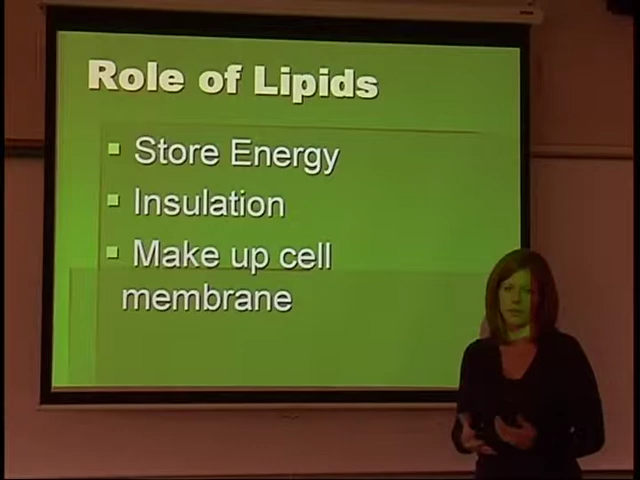 Role of Lipids
Store Energy
Insulation
Make up cell
membrane